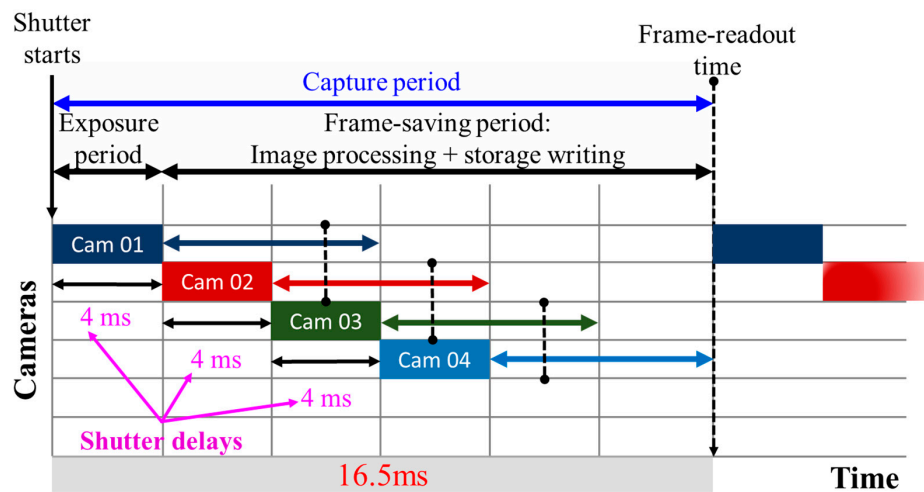 Shutter
starts
Frame-readout
time
Capture period
Exposure
period
Frame-saving period:
Image processing + storage writing
Cam 01
Cam 02
Cam 03
Cam 04
4 ms
4 ms
4 ms
Shutter delays
Cameras
16.5ms
Time